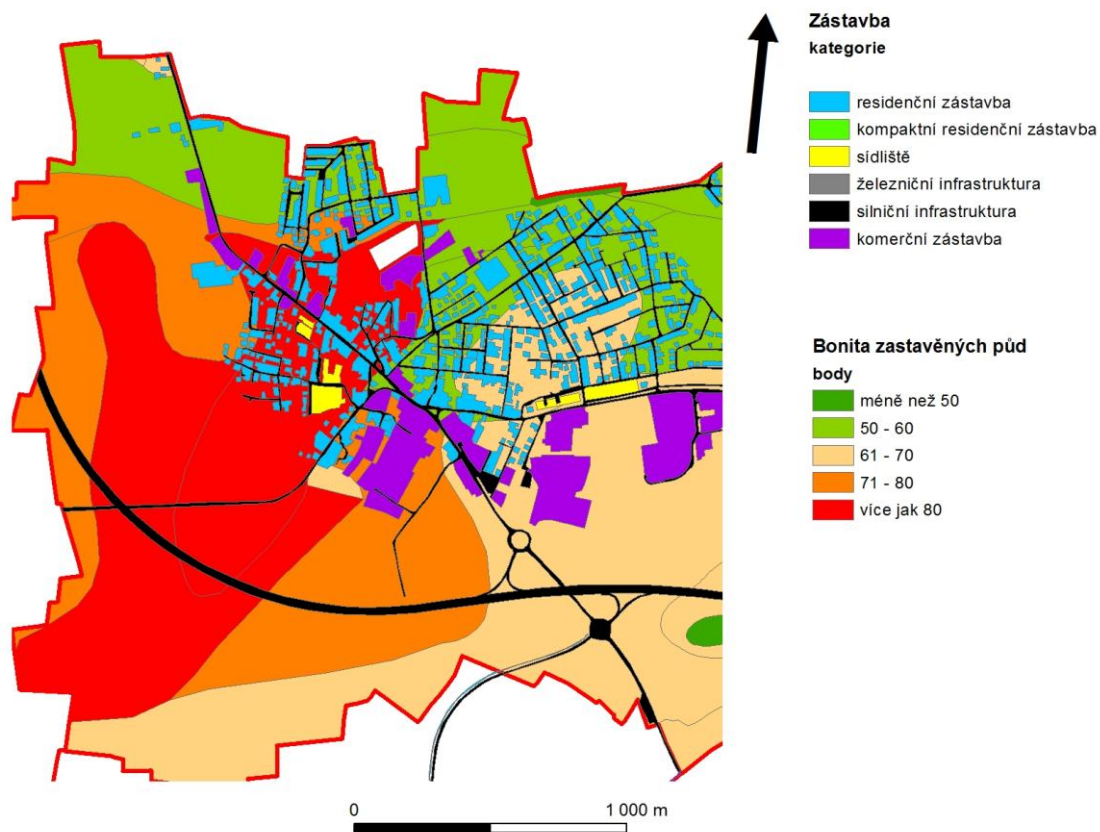 Zástavba
kategorie
residenční zástavba
kompaktní residenční zástavba
sídliště
železniční infrastruktura
silniční infrastruktura
komerční zástavba
Bonita zastavěných půd
body
méně než 50
50 - 60
61 - 70
71 - 80
více jak 80
0 1 000 m